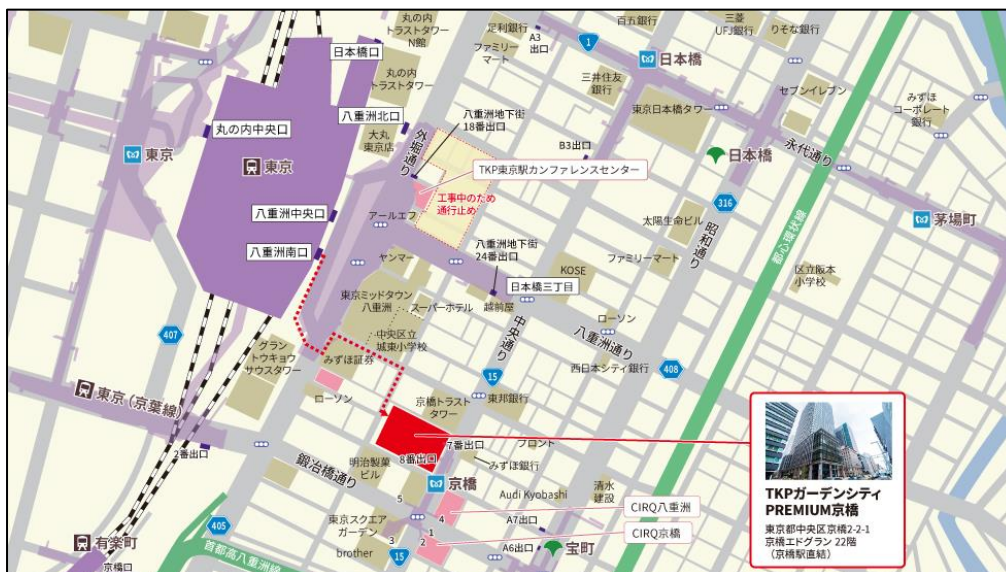 日本橋口
丸の内
トラストタワー
N館
足利銀行
A3
出口
ファミリー
マート
1
百五銀行
三菱
UFJ銀行
りそな銀行
日本橋
丸の内
トラストタワー
三井住友
銀行
セブンイレブン
東京日本橋タワー
みずほ
コーポレート
銀行
丸の内中央口
東京
東京
八重洲北口
大丸
東京店
外堀通り
八重洲地下街
18番出口
B3出口
日本橋
永代通り
TKP東京駅カンファレンスセンター
工事中のため
通行止め
八重洲中央口
アールエフ
316
昭和通り
太陽生命ビル
都心環状線
茅場町
八重洲南口
八重洲地下街
24番出口
ヤンマー
KOSE
ファミリーマート
区立阪本
小学校
日本橋三丁目
東京ミッドタウン
八重洲
スーパーホテル
越前屋
中央通り
ローソン
八重洲通り
407
中央区立
城東小学校
グラン
トウキョウ
サウスタワー
みずほ証券
西日本シティ銀行
408
15
東京(京葉線)
ローソン
京橋トラスト
タワー
東邦銀行
2番出口
鍛冶橋通り
7番出口
フロント
8番出口
明治製菓
ビル
みずほ銀行
京橋
5
Audi Kyobashi
清水
建設
405
東京スクエア
ガーデン
4
CIRQ八重洲
A7出口
有楽町
京橋口
首都高八重洲線
3
1
2
CIRQ京橋
brother
15
A6出口
宝町
TKPガーデンシティ
PREMIUM京橋
東京都中央区京橋2-2-1
京橋エドグラン 22階
(京橋駅直結)